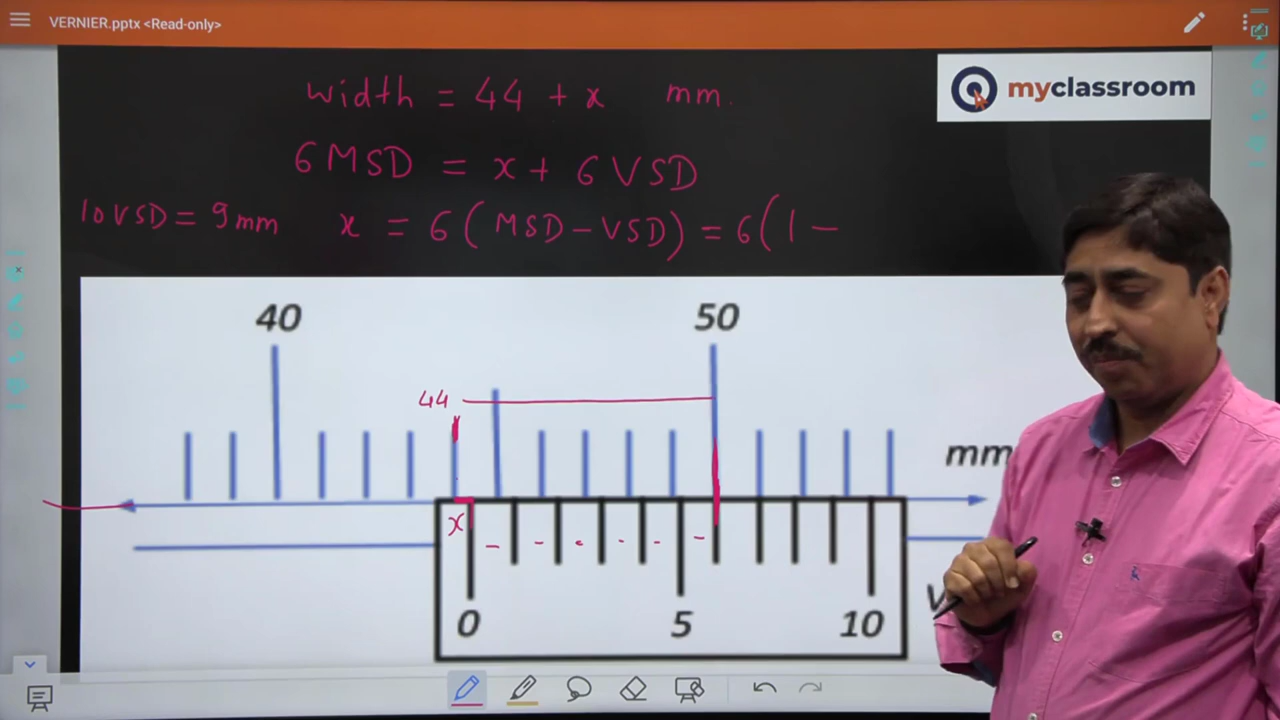 VERNIER.pptx <Read-only>
myclassroom
width = 44 + x mm.
6 MSD = x + 6 VSD
10 VSD = 9 mm x = 6 ( MSD - VSD ) = 6 ( 1 -
40 50
44
mm
x
V
0 5 10